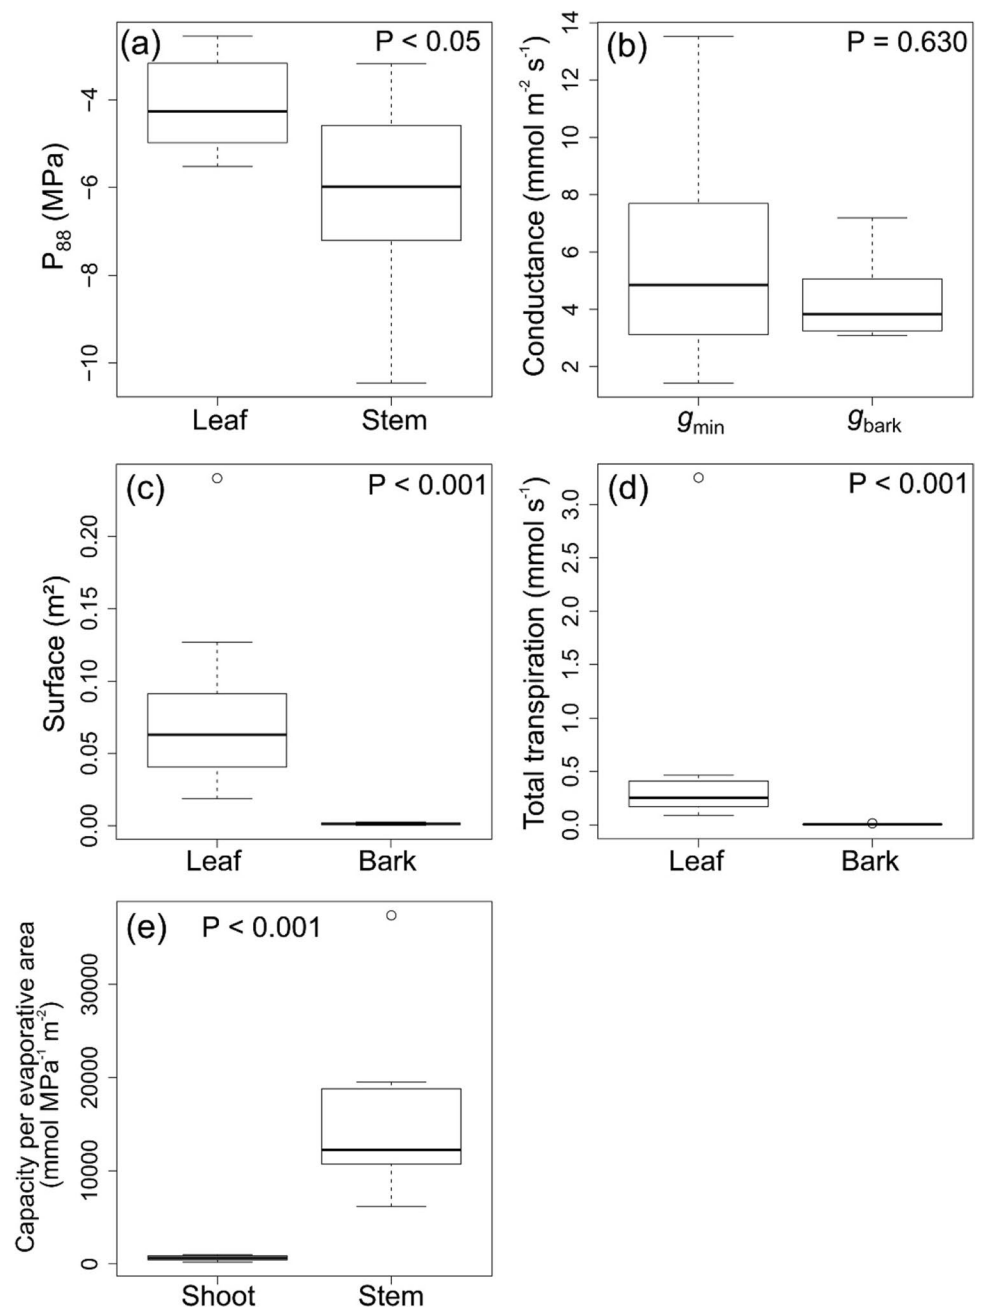 (a)
P < 0.05
P₈₈ (MPa)
−4
−6
−8
−10
Leaf
Stem
(b)
P = 0.630
Conductance (mmol m⁻² s⁻¹)
14
12
10
8
6
4
2
gmin
gbark
(c)
P < 0.001
Surface (m²)
0.20
0.15
0.10
0.05
0.00
Leaf
Bark
(d)
P < 0.001
Total transpiration (mmol s⁻¹)
3.0
2.5
2.0
1.5
1.0
0.5
0.0
Leaf
Bark
(e)
P < 0.001
Capacity per evaporative area
(mmol MPa⁻¹ m⁻²)
30000
20000
10000
0
Shoot
Stem